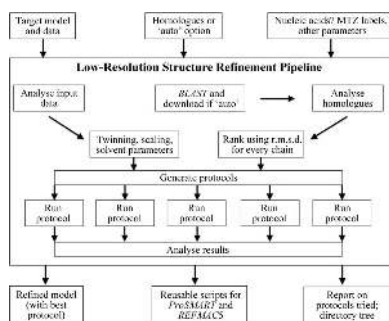 Target model
and data
Homologues or
'auto' option
Nucleic acids? MTZ labels,
other parameters
Low-Resolution Structure Refinement Pipeline
Analyse input
data
BLAST and
download if 'auto'
Analyse
homologues
Twinning, scaling,
solvent parameters
Rank using r.m.s.d.
for every chain
Generate protocols
Run
protocol
Run
protocol
Run
protocol
Run
protocol
Run
protocol
Analyse results
Refined model
(with best
protocol)
Reusable scripts for
ProSMART and
REFMAC5
Report on
protocols tried;
directory tree